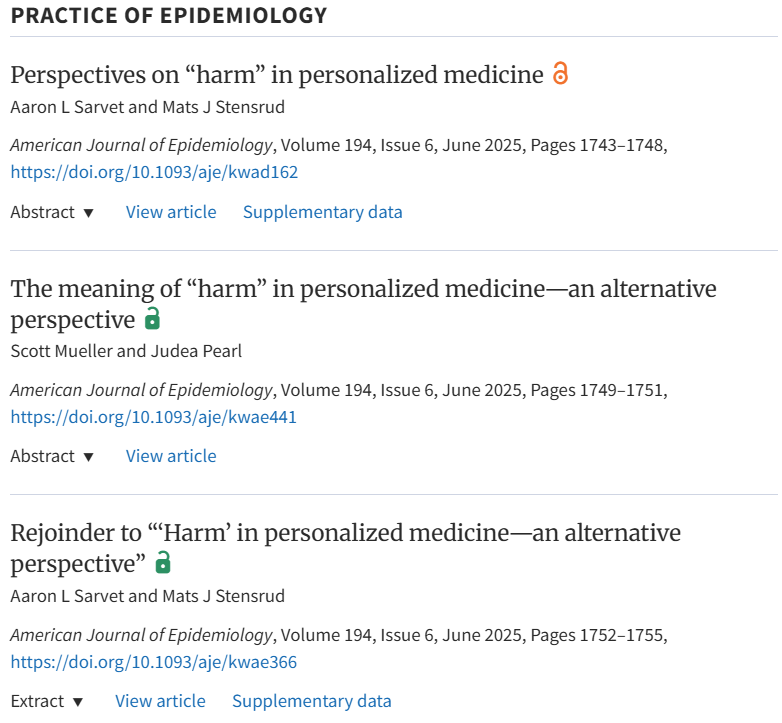 PRACTICE OF EPIDEMIOLOGY
Perspectives on “harm” in personalized medicine
Aaron L Sarvet and Mats J Stensrud
American Journal of Epidemiology, Volume 194, Issue 6, June 2025, Pages 1743–1748,
https://doi.org/10.1093/aje/kwad162
Abstract ▼ View article Supplementary data
The meaning of “harm” in personalized medicine—an alternative
perspective
Scott Mueller and Judea Pearl
American Journal of Epidemiology, Volume 194, Issue 6, June 2025, Pages 1749–1751,
https://doi.org/10.1093/aje/kwae441
Abstract ▼ View article
Rejoinder to “‘Harm’ in personalized medicine—an alternative
perspective”
Aaron L Sarvet and Mats J Stensrud
American Journal of Epidemiology, Volume 194, Issue 6, June 2025, Pages 1752–1755,
https://doi.org/10.1093/aje/kwae366
Extract ▼ View article Supplementary data